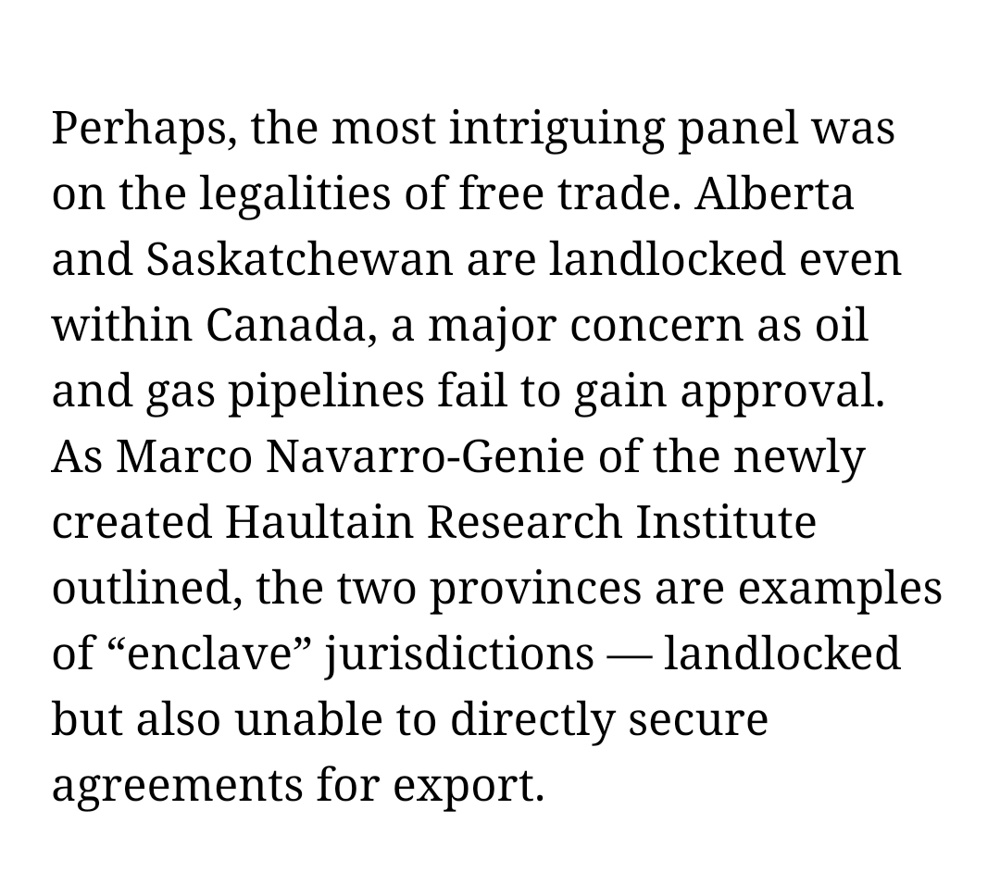 Perhaps, the most intriguing panel was
on the legalities of free trade. Alberta
and Saskatchewan are landlocked even
within Canada, a major concern as oil
and gas pipelines fail to gain approval.
As Marco Navarro-Genie of the newly
created Haultain Research Institute
outlined, the two provinces are examples
of “enclave” jurisdictions — landlocked
but also unable to directly secure
agreements for export.